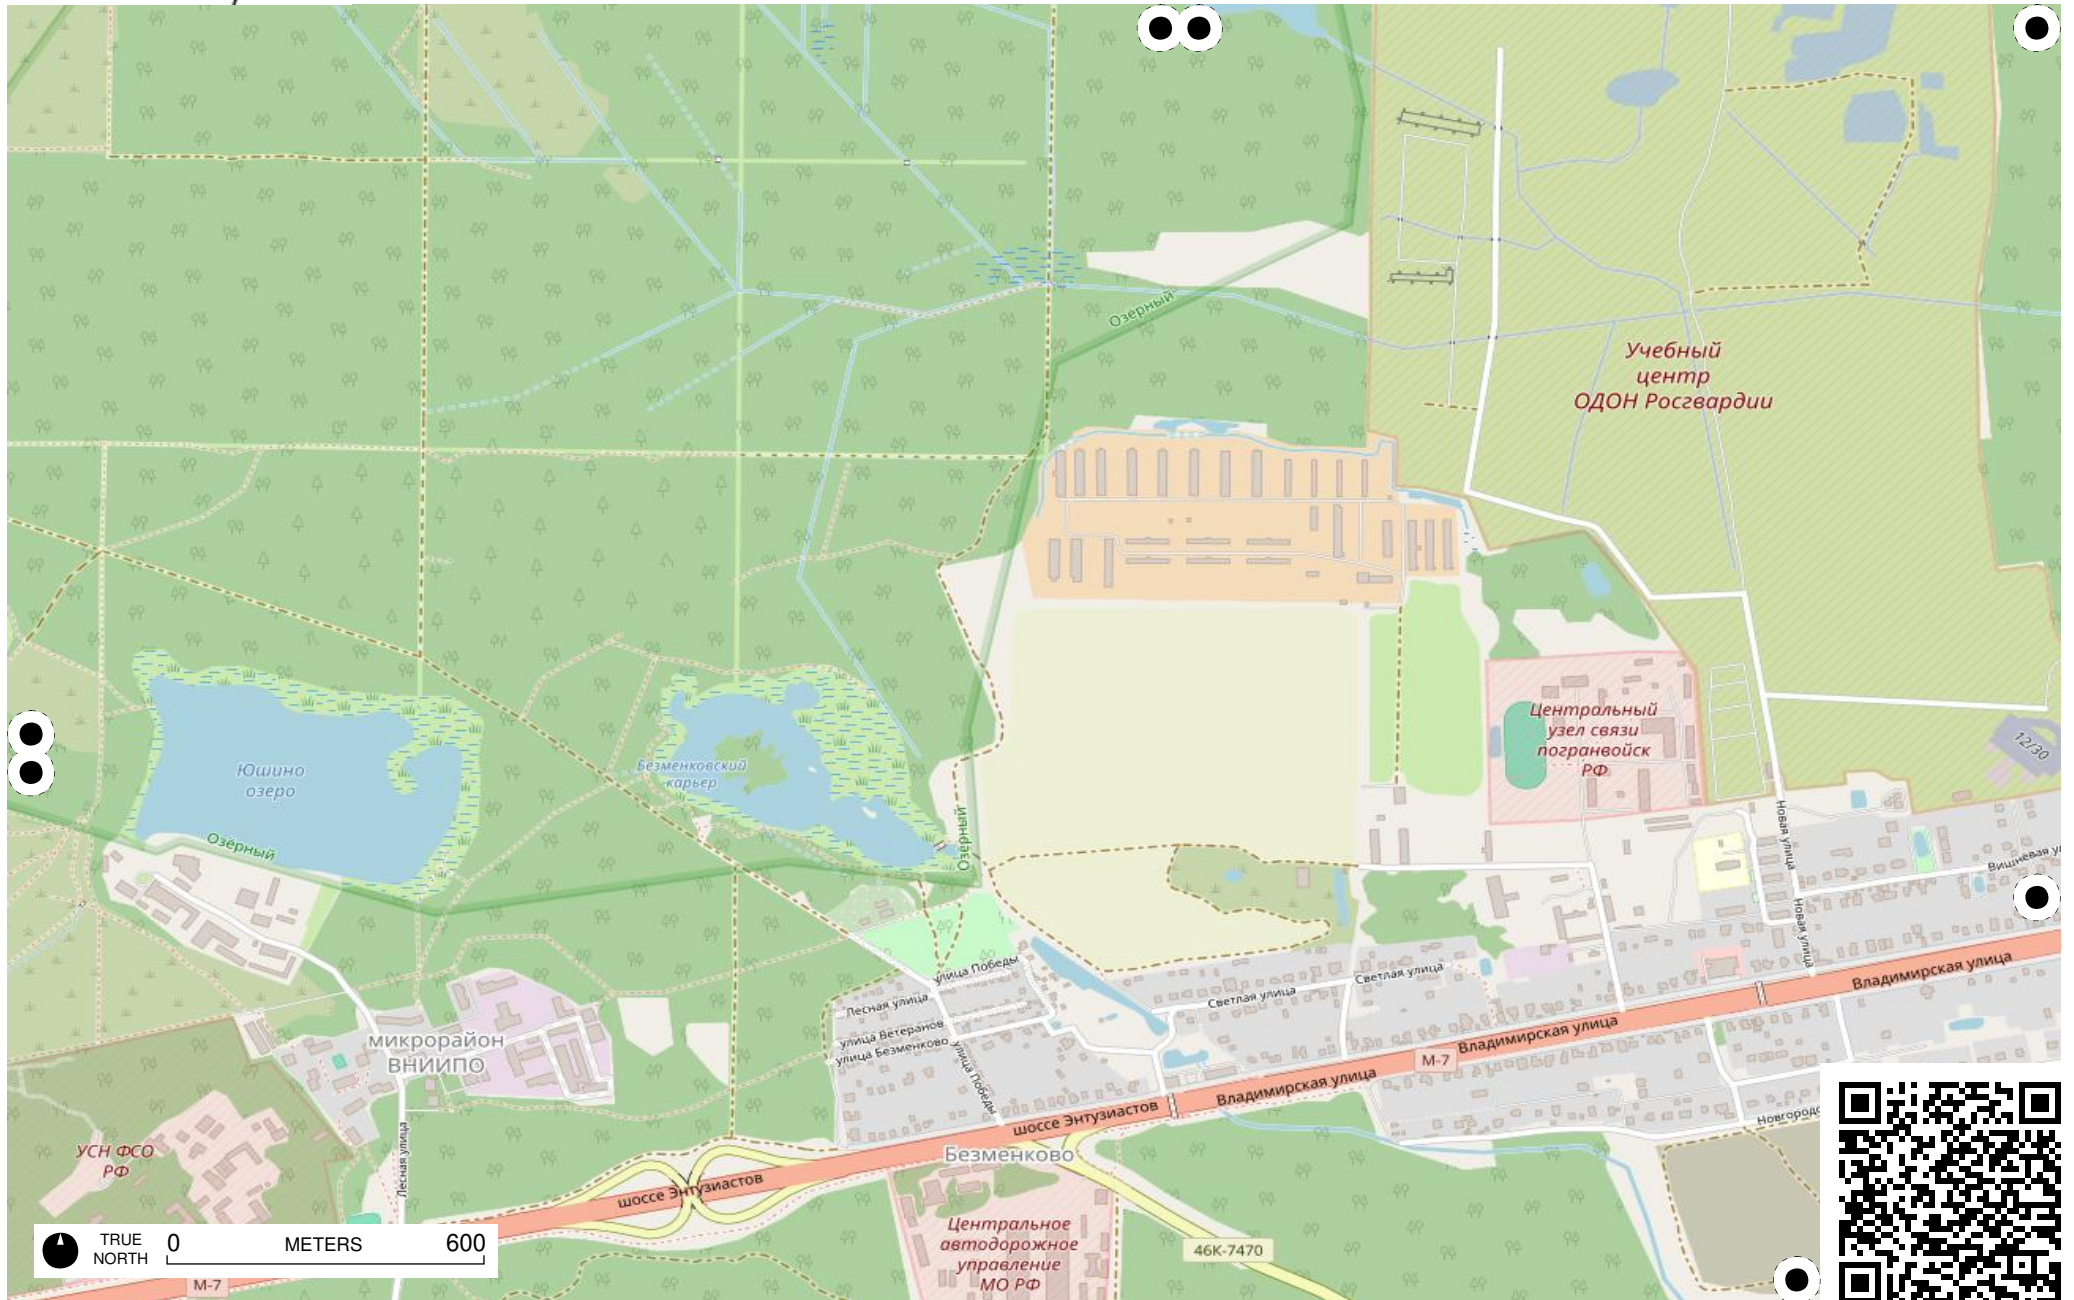 Озёрный
Учебный
центр
ОДОН Росгвардии
Центральный
узел связи
погранвойск
РФ
12/30
Юшино
озеро
Безменковский
карьер
Озёрный
Озёрный
Новая улица
Вишневая у
Новая улица
улица Победы
Лесная улица
Светлая улица
Светлая улица
Владимирская улица
улица Ветеранов
улица Безменково
улица Победы
микрорайон
ВНИИПО
Владимирская улица
М-7
Владимирская улица
шоссе Энтузиастов
Новгородс
УСН ФСО
РФ
Лесная улица
Безменково
шоссе Энтузиастов
Центральное
автодорожное
управление
МО РФ
46К-7470
TRUE
NORTH
0 METERS 600
М-7